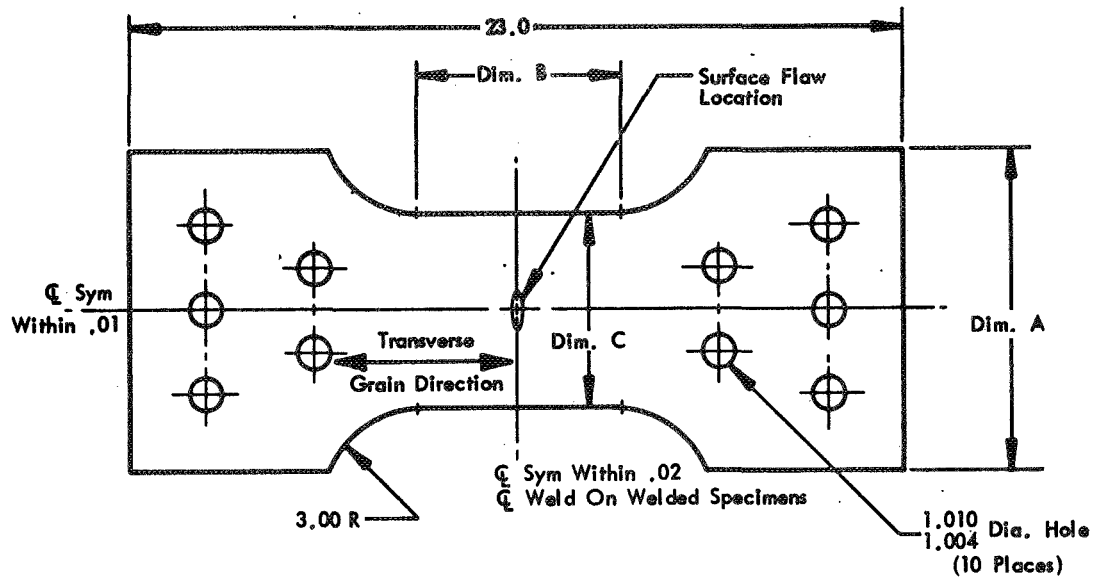 23.0
Dim. B
Surface Flaw
Location
℄ Sym
Within .01
Transverse
Grain Direction
Dim. C
Dim. A
℄ Sym Within .02
℄ Weld On Welded Specimens
3.00 R
1.010
1.004 Dia. Hole
(10 Places)